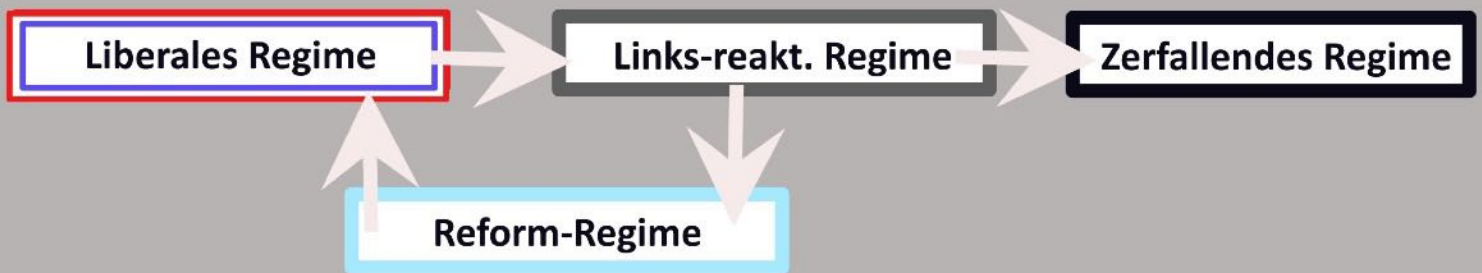 Liberales Regime
Links-reakt. Regime
Zerfallendes Regime
Reform-Regime